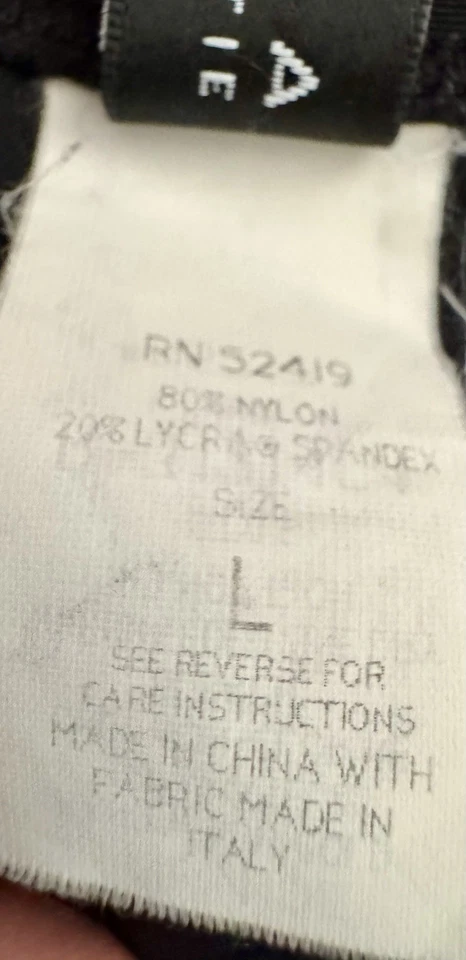 IE
RN 52419
80% NYLON
20% LYCRA® SPANDEX
SIZE
L
SEE REVERSE FOR
CARE INSTRUCTIONS
MADE IN CHINA WITH
FABRIC MADE IN
ITALY